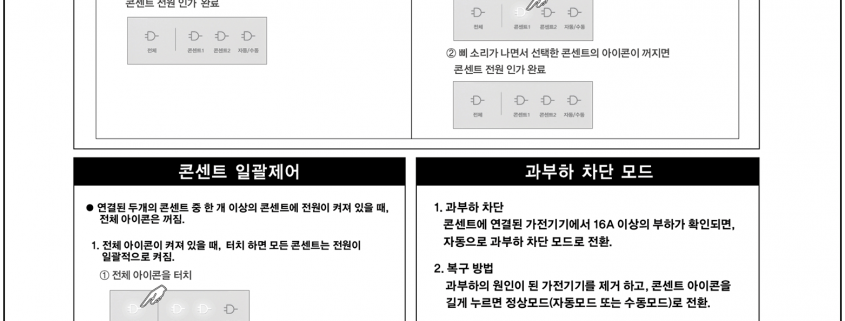 콘센트 전원 인가 완료
전체 콘센트1 콘센트2 자동/수동
전체 콘센트1 콘센트2 자동/수동
② 삐 소리가 나면서 선택한 콘센트의 아이콘이 꺼지면
콘센트 전원 인가 완료
전체 콘센트1 콘센트2 자동/수동
콘센트 일괄제어
● 연결된 두개의 콘센트 중 한 개 이상의 콘센트에 전원이 켜져 있을 때,
전체 아이콘은 꺼짐.
1. 전체 아이콘이 켜져 있을 때, 터치 하면 모든 콘센트는 전원이
일괄적으로 켜짐.
① 전체 아이콘을 터치
과부하 차단 모드
1. 과부하 차단
콘센트에 연결된 가전기기에서 16A 이상의 부하가 확인되면,
자동으로 과부하 차단 모드로 전환.
2. 복구 방법
과부하의 원인이 된 가전기기를 제거 하고, 콘센트 아이콘을
길게 누르면 정상모드(자동모드 또는 수동모드)로 전환.